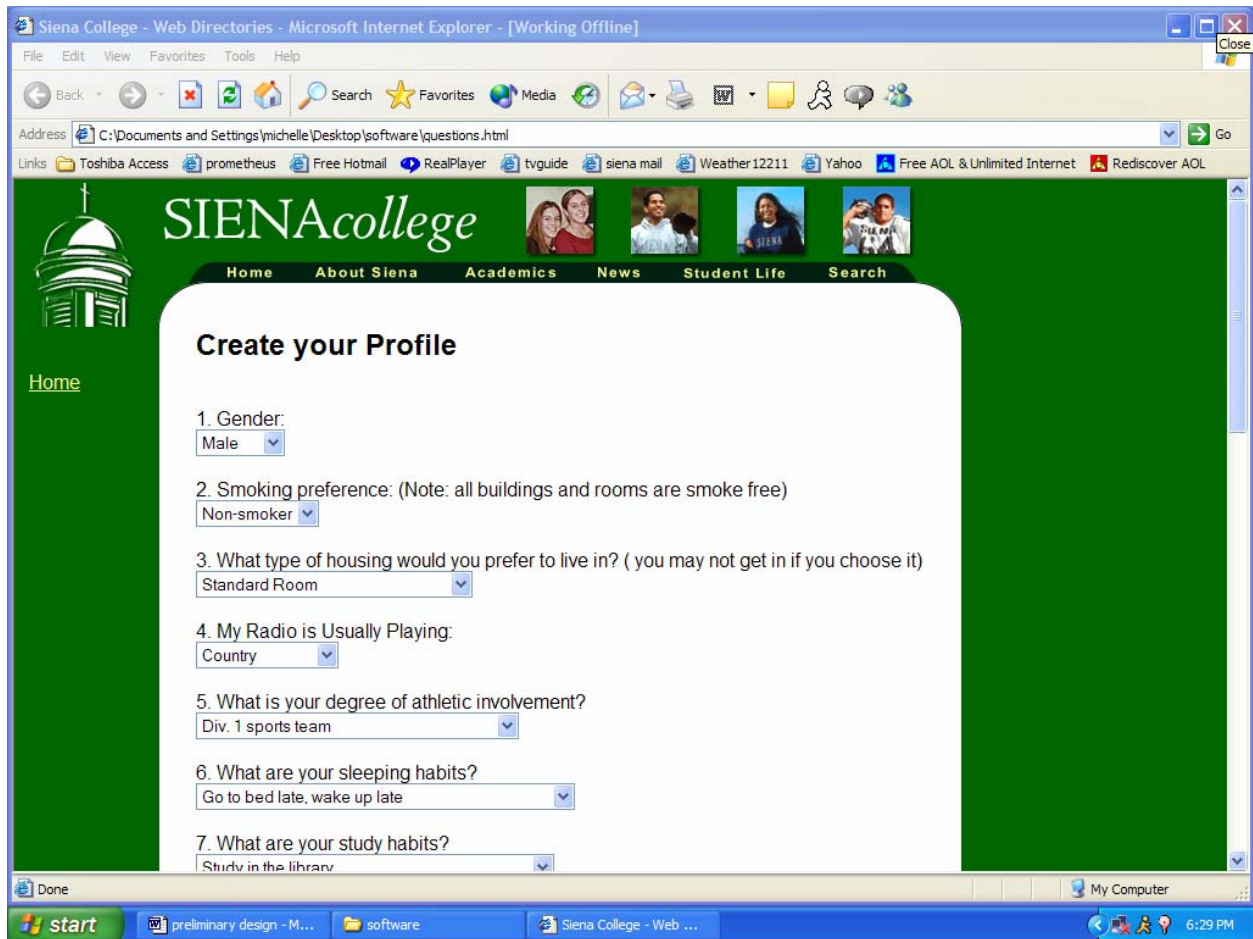 Siena College - Web Directories - Microsoft Internet Explorer - [Working Offline]
Close
File Edit View Favorites Tools Help
Back Search Favorites Media
Address C:\Documents and Settings\michelle\Desktop\software\questions.html Go
Links Toshiba Access prometheus Free Hotmail RealPlayer tvguide siena mail Weather12211 Yahoo Free AOL & Unlimited Internet Rediscover AOL
SIENAcollege
SIENA
Home About Siena Academics News Student Life Search
Create your Profile
Home
1. Gender:
Male
2. Smoking preference: (Note: all buildings and rooms are smoke free)
Non-smoker
3. What type of housing would you prefer to live in? ( you may not get in if you choose it)
Standard Room
4. My Radio is Usually Playing:
Country
5. What is your degree of athletic involvement?
Div. 1 sports team
6. What are your sleeping habits?
Go to bed late, wake up late
7. What are your study habits?
Study in the library
Done My Computer
start preliminary design - M... software Siena College - Web ... 6:29 PM